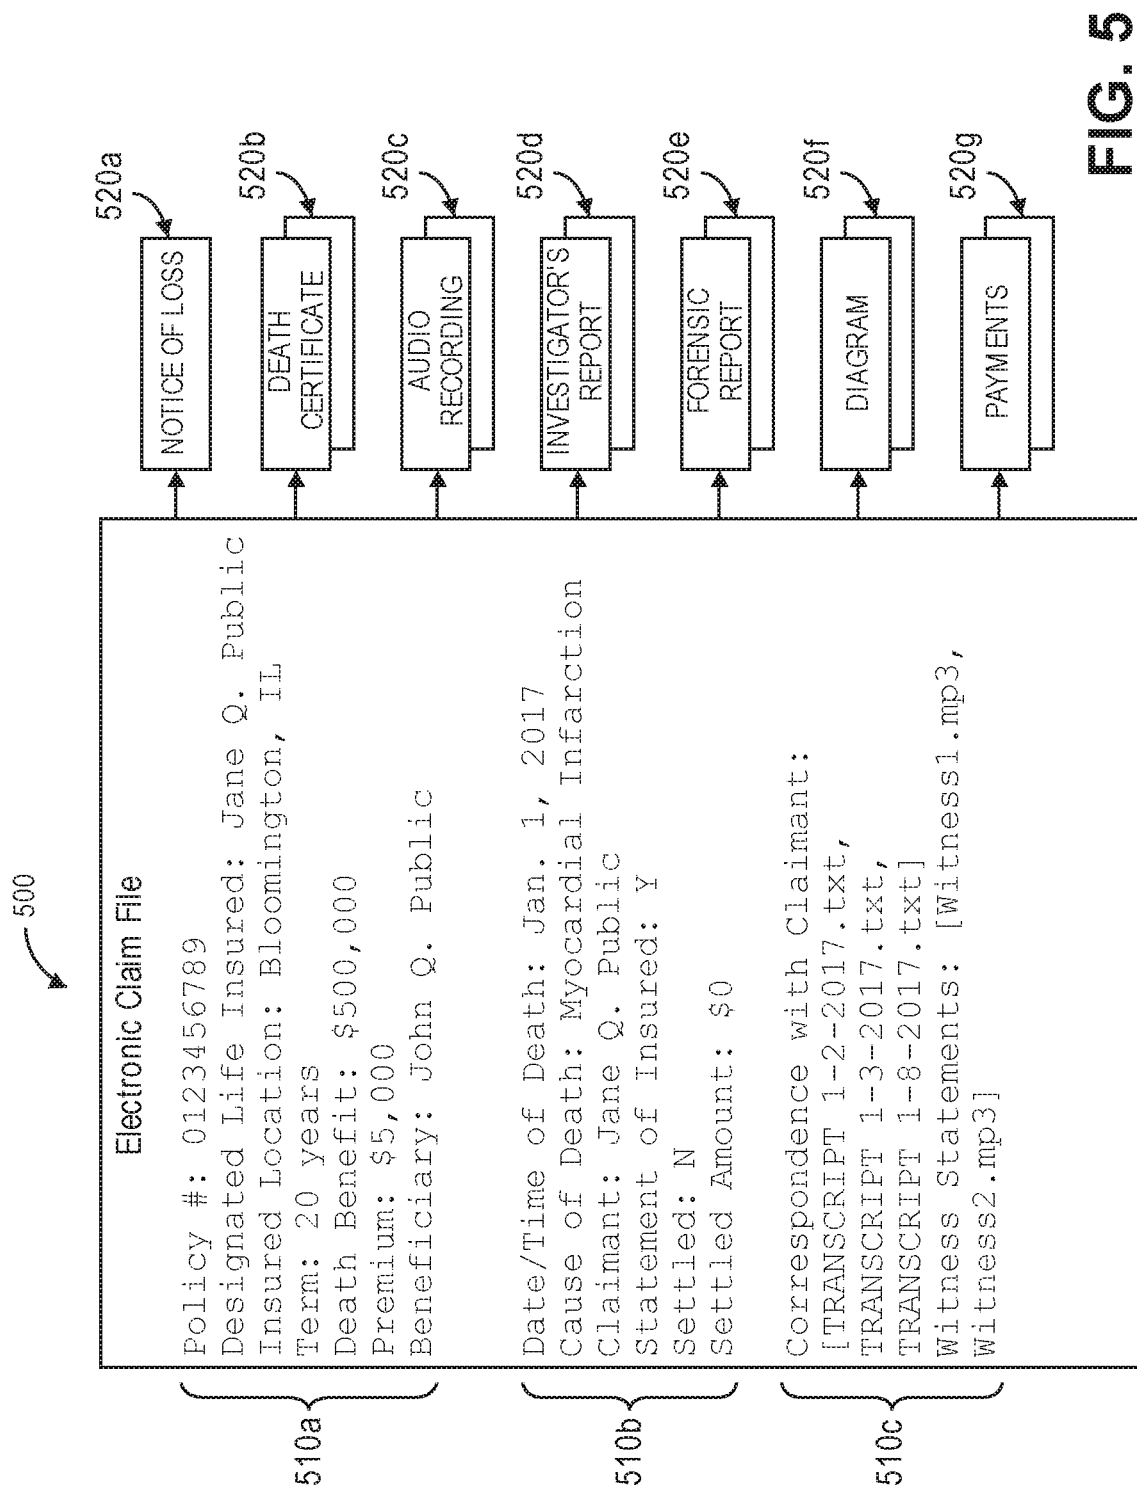 500
Electronic Claim File
510a
Policy #: 0123456789
Designated Life Insured: Jane Q. Public
Insured Location: Bloomington, IL
Term: 20 years
Death Benefit: $500,000
Premium: $5,000
Beneficiary: John Q. Public
510b
Date/Time of Death: Jan. 1, 2017
Cause of Death: Myocardial Infarction
Claimant: Jane Q. Public
Statement of Insured: Y
Settled: N
Settled Amount: $0
510c
Correspondence with Claimant:
[TRANSCRIPT 1-2-2017.txt,
TRANSCRIPT 1-3-2017.txt,
TRANSCRIPT 1-8-2017.txt]
Witness Statements: [Witness1.mp3,
Witness2.mp3]
520a
NOTICE OF LOSS
520b
DEATH
CERTIFICATE
520c
AUDIO
RECORDING
520d
INVESTIGATOR'S
REPORT
520e
FORENSIC
REPORT
520f
DIAGRAM
520g
PAYMENTS
FIG. 5